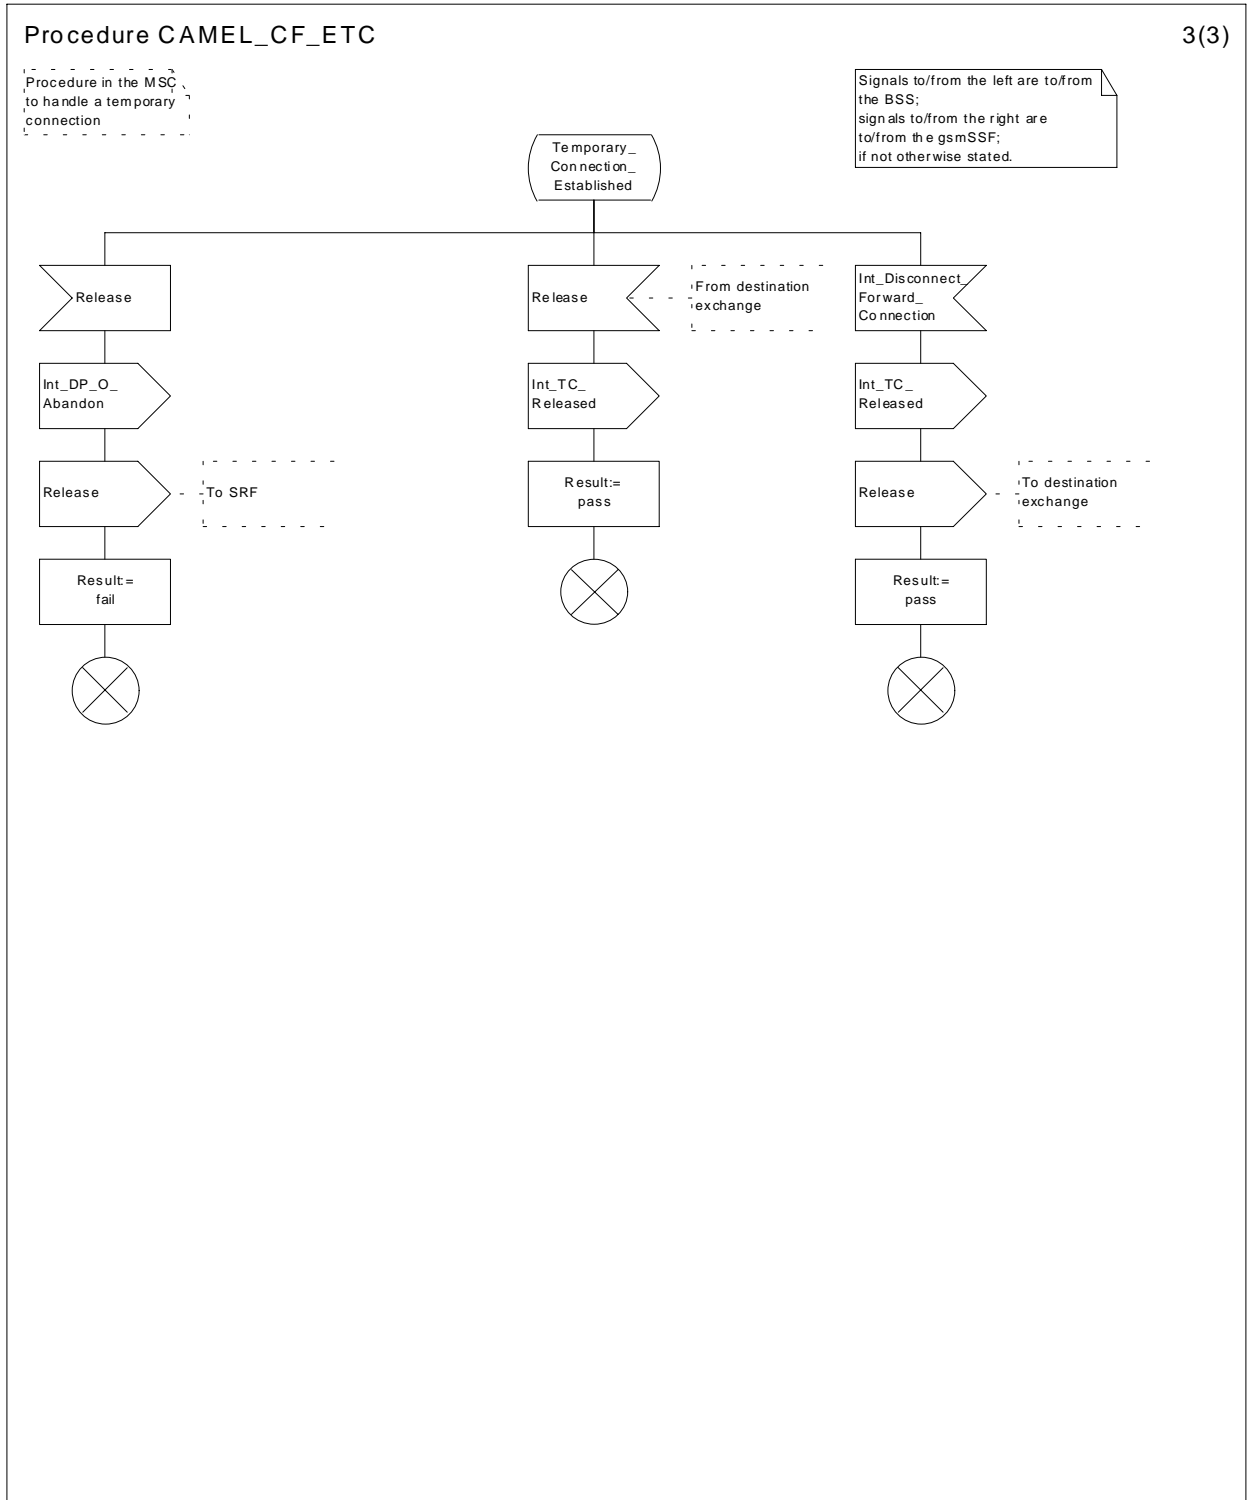 Procedure CAMEL_CF_ETC
3(3)
Procedure in the MSC
to handle a temporary
connection
Signals to/from the left are to/from
the BSS;
signals to/from the right are
to/from the gsmSSF;
if not otherwise stated.
Temporary_
Connection_
Established
Release
Release
From destination
exchange
Int_Disconnect_
Forward_
Connection
Int_DP_O_
Abandon
Int_TC_
Released
Int_TC_
Released
Release
To SRF
Result:=
pass
Release
To destination
exchange
Result:=
fail
Result:=
pass